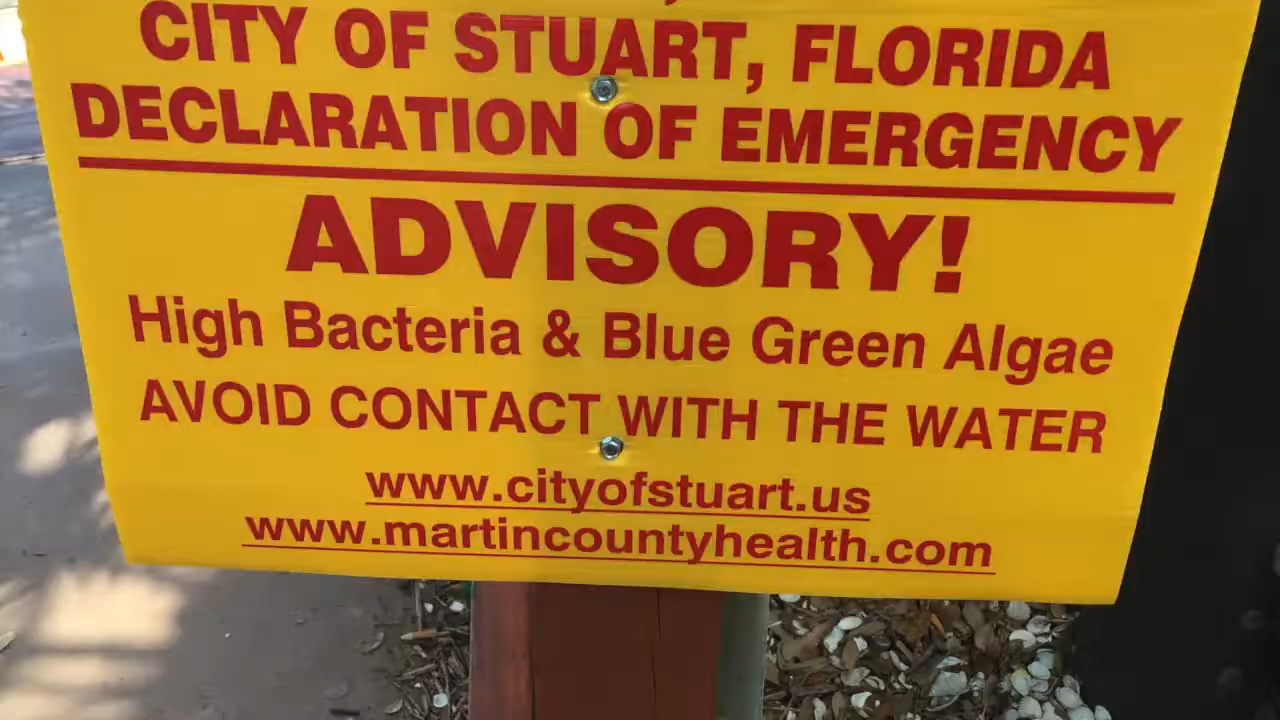 CITY OF STUART, FLORIDA
DECLARATION OF EMERGENCY
ADVISORY!
High Bacteria & Blue Green Algae
AVOID CONTACT WITH THE WATER
www.cityofstuart.us
www.martincountyhealth.com